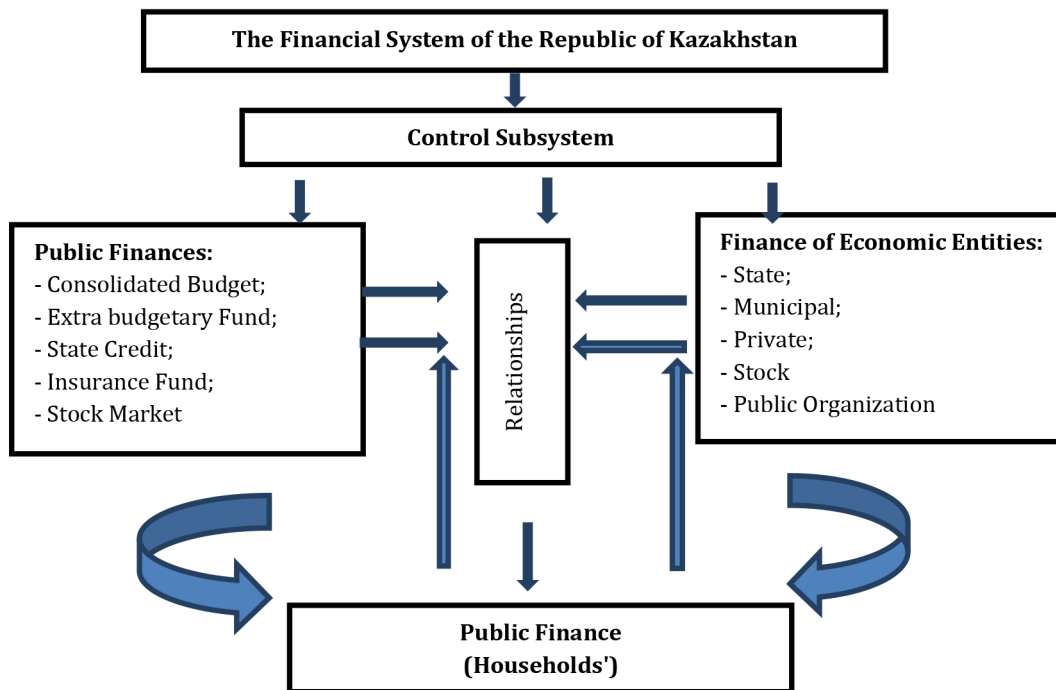 The Financial System of the Republic of Kazakhstan
Control Subsystem
Public Finances:
- Consolidated Budget;
- Extra budgetary Fund;
- State Credit;
- Insurance Fund;
- Stock Market
Relationships
Finance of Economic Entities:
- State;
- Municipal;
- Private;
- Stock
- Public Organization
Public Finance
(Households')